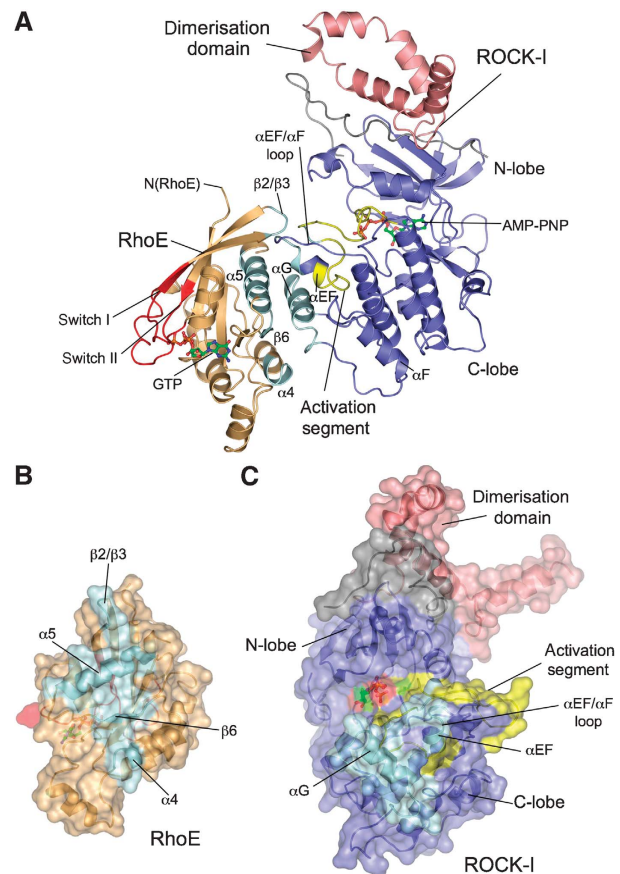 A
Dimerisation
domain
ROCK-I
αEF/αF
loop
N-lobe
N(RhoE)
β2/β3
AMP-PNP
RhoE
α5
αG
αEF
Switch I
β6
Switch II
GTP
α4
αF
C-lobe
Activation
segment
B
C
Dimerisation
domain
β2/β3
α5
N-lobe
Activation
segment
αEF/αF
loop
β6
αEF
αG
α4
C-lobe
RhoE
ROCK-I